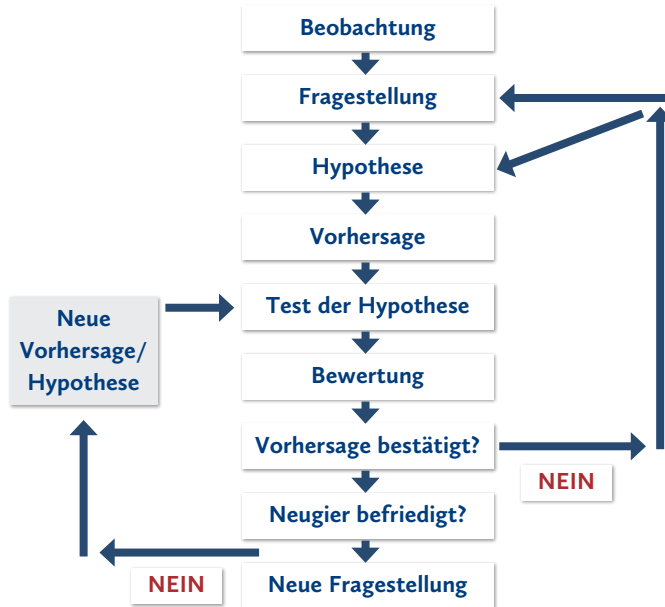 Beobachtung
Fragestellung
Hypothese
Vorhersage
Test der Hypothese
Neue
Vorhersage/
Hypothese
Bewertung
Vorhersage bestätigt?
NEIN
Neugier befriedigt?
NEIN
Neue Fragestellung